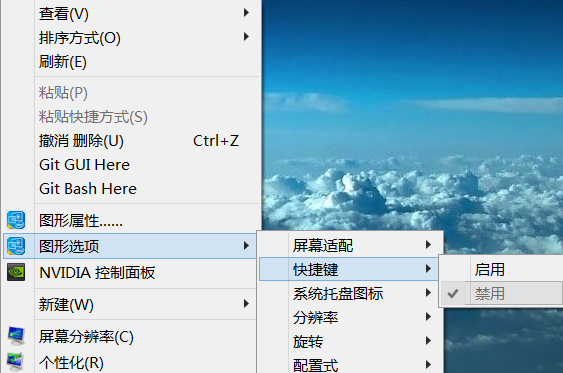 查看(V)
排序方式(O)
刷新(E)
粘贴(P)
粘贴快捷方式(S)
撤消 删除(U) Ctrl+Z
Git GUI Here
Git Bash Here
图形属性......
图形选项
NVIDIA 控制面板
新建(W)
屏幕分辨率(C)
个性化(R)
屏幕适配
快捷键
系统托盘图标
分辨率
旋转
配置式
启用
禁用